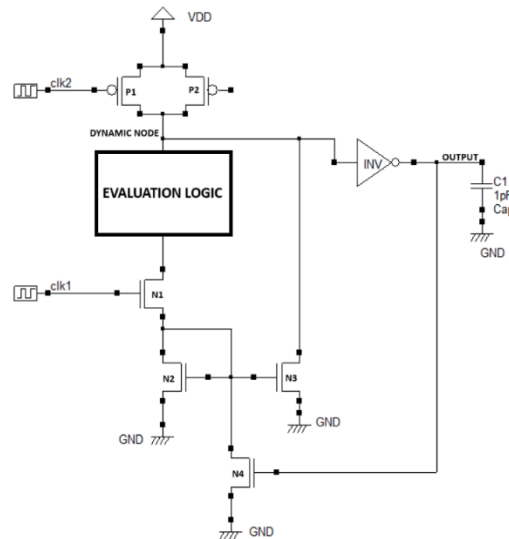 VDD
clk2
P1
P2
DYNAMIC NODE
OUTPUT
INV
EVALUATION LOGIC
C1
1pF
Cap
GND
clk1
N1
N2
N3
GND
GND
N4
GND